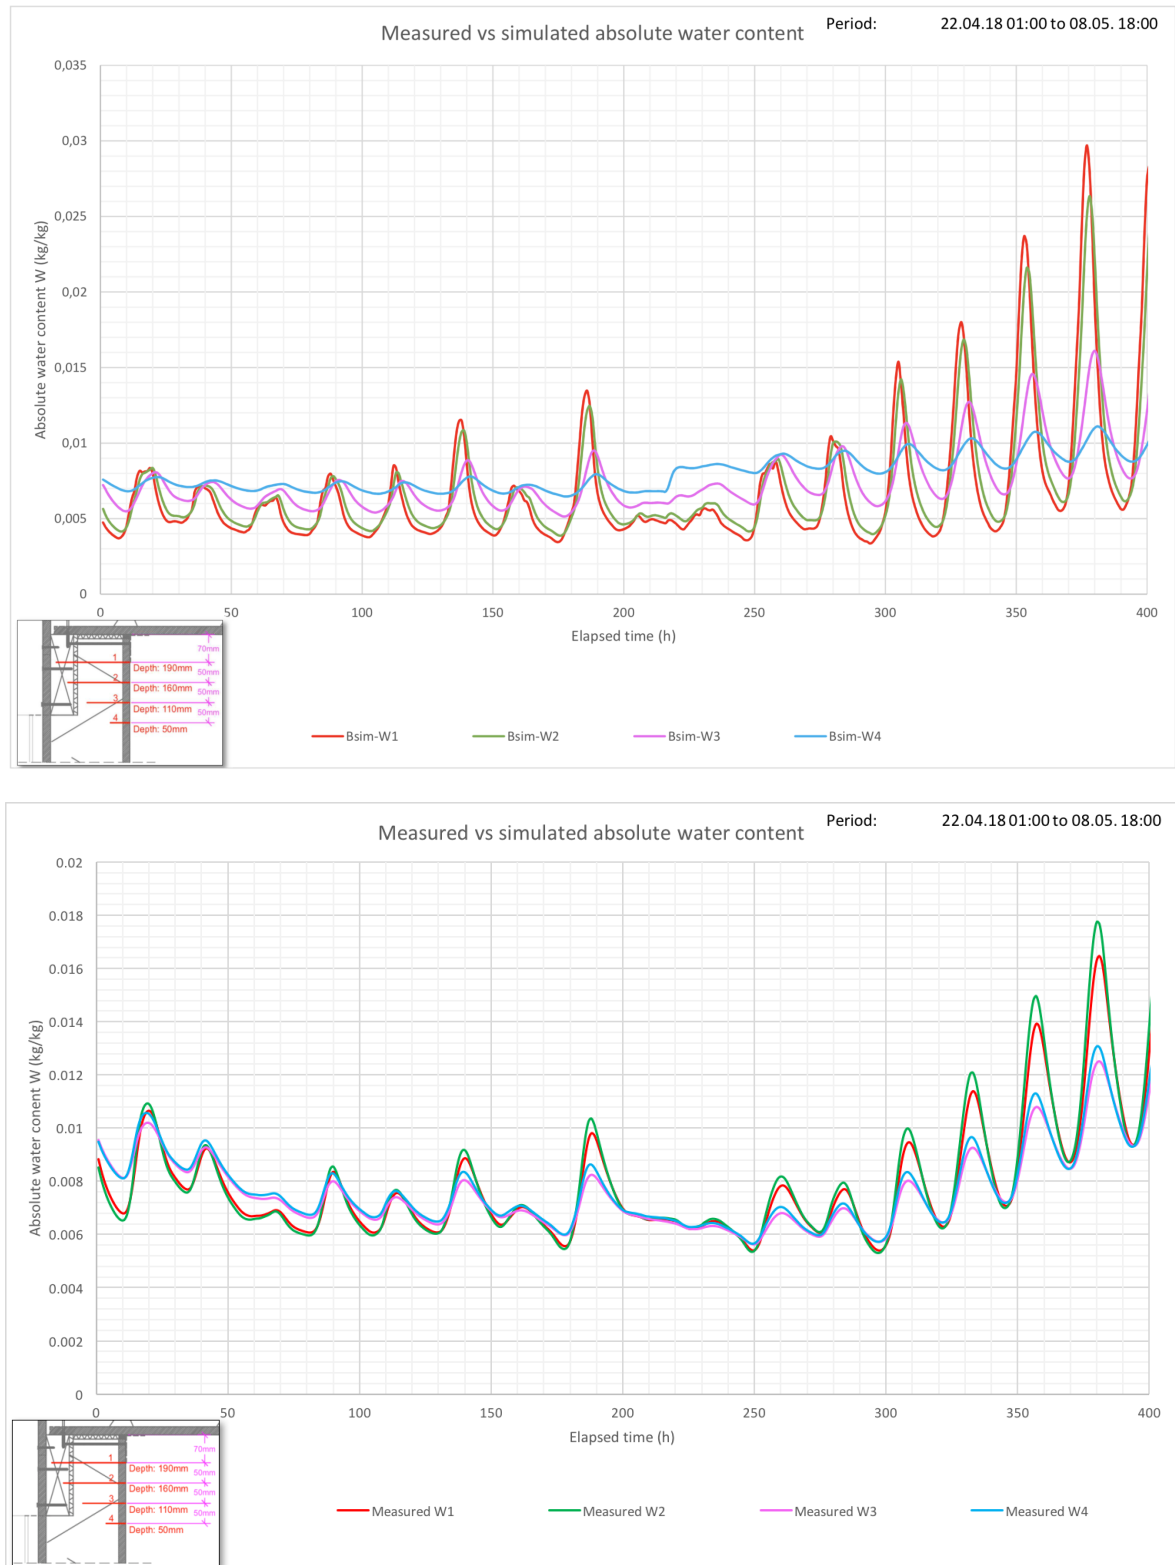 Measured vs simulated absolute water content
Period: 22.04.18 01:00 to 08.05. 18:00
Absolute water content W (kg/kg)
0,035
0,03
0,025
0,02
0,015
0,01
0,005
0
0 50 100 150 200 250 300 350 400
Elapsed time (h)
70mm
1
Depth: 190mm
50mm
2
Depth: 160mm
50mm
3
Depth: 110mm
50mm
4
Depth: 50mm
Bsim-W1 Bsim-W2 Bsim-W3 Bsim-W4
Measured vs simulated absolute water content
Period: 22.04.18 01:00 to 08.05. 18:00
Absolute water conent W (kg/kg)
0.02
0.018
0.016
0.014
0.012
0.01
0.008
0.006
0.004
0.002
0
0 50 100 150 200 250 300 350 400
Elapsed time (h)
70mm
1
Depth: 190mm
50mm
2
Depth: 160mm
50mm
3
Depth: 110mm
50mm
4
Depth: 50mm
Measured W1 Measured W2 Measured W3 Measured W4